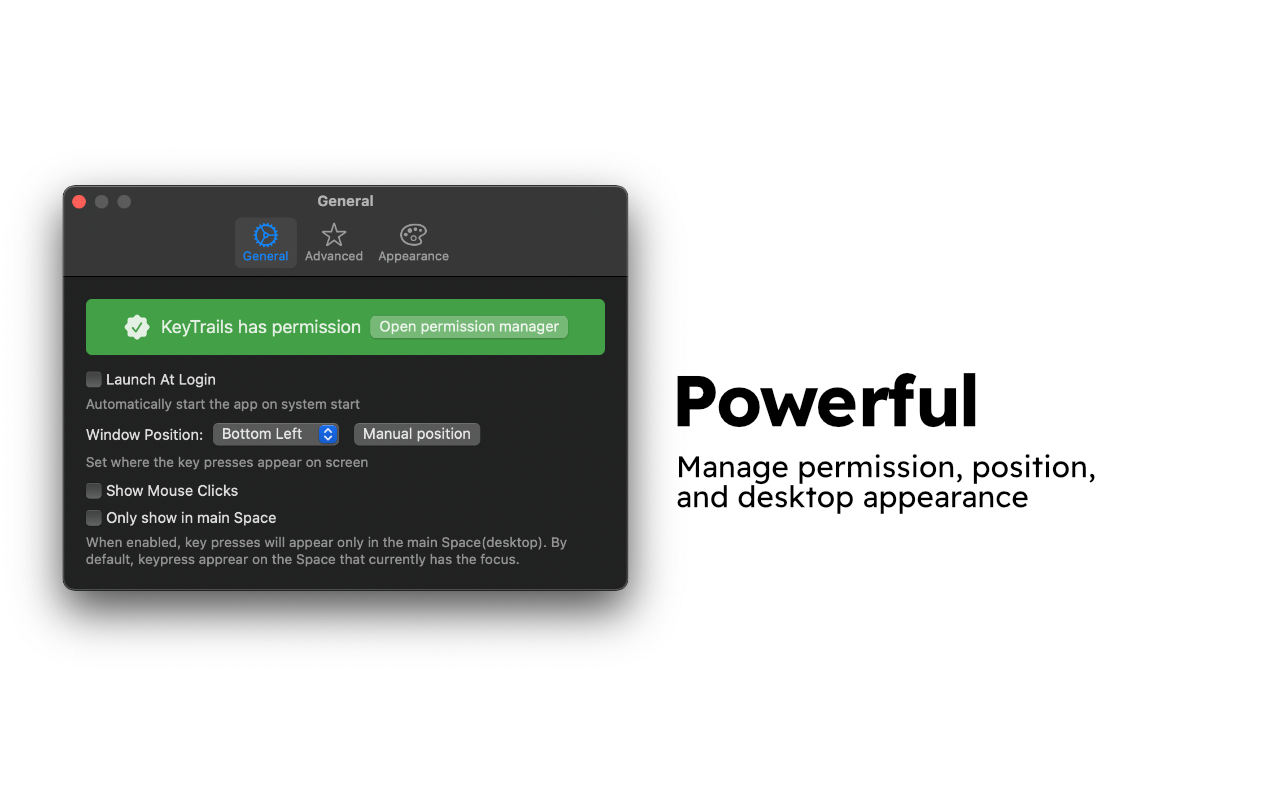 General
General
Advanced
Appearance
KeyTrails has permission
Open permission manager
Launch At Login
Automatically start the app on system start
Window Position:
Bottom Left
Manual position
Set where the key presses appear on screen
Show Mouse Clicks
Only show in main Space
When enabled, key presses will appear only in the main Space(desktop). By
default, keypress apprear on the Space that currently has the focus.
Powerful
Manage permission, position,
and desktop appearance